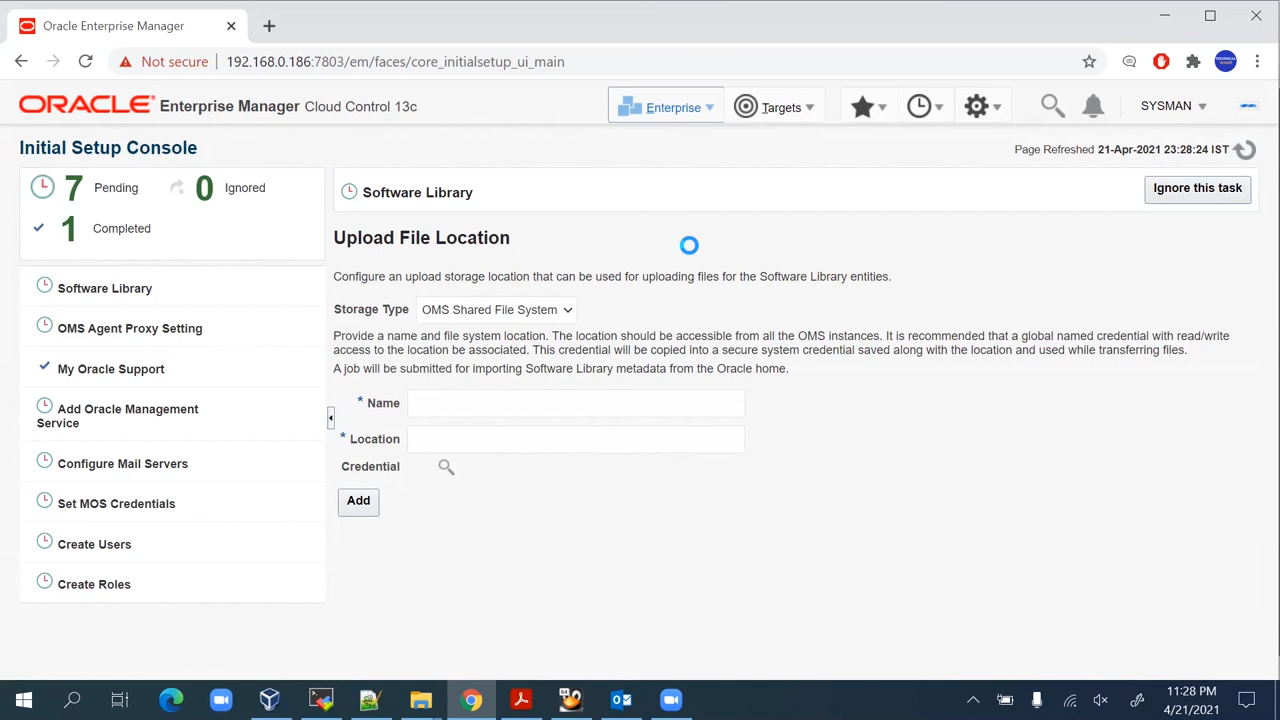 Oracle Enterprise Manager
Not secure
192.168.0.186:7803/em/faces/core_initialsetup_ui_main
ORACLE Enterprise Manager Cloud Control 13c
Enterprise
Targets
SYSMAN
Initial Setup Console
Page Refreshed 21-Apr-2021 23:28:24 IST
7 Pending
0 Ignored
1 Completed
Software Library
OMS Agent Proxy Setting
My Oracle Support
Add Oracle Management
Service
Configure Mail Servers
Set MOS Credentials
Create Users
Create Roles
Software Library
Ignore this task
Upload File Location
Configure an upload storage location that can be used for uploading files for the Software Library entities.
Storage Type OMS Shared File System
Provide a name and file system location. The location should be accessible from all the OMS instances. It is recommended that a global named credential with read/write
access to the location be associated. This credential will be copied into a secure system credential saved along with the location and used while transferring files.
A job will be submitted for importing Software Library metadata from the Oracle home.
* Name
* Location
Credential
Add
11:28 PM
4/21/2021